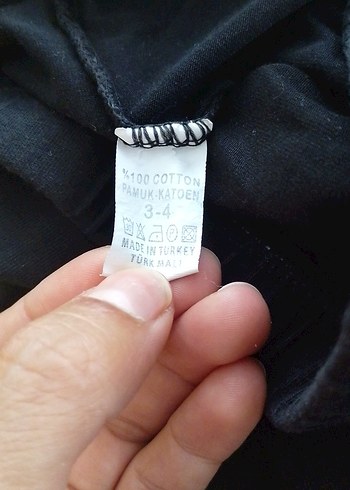 %100 COTTON
PAMUK-KATOEN
3-4
MADE IN TURKEY
TÜRK MALI